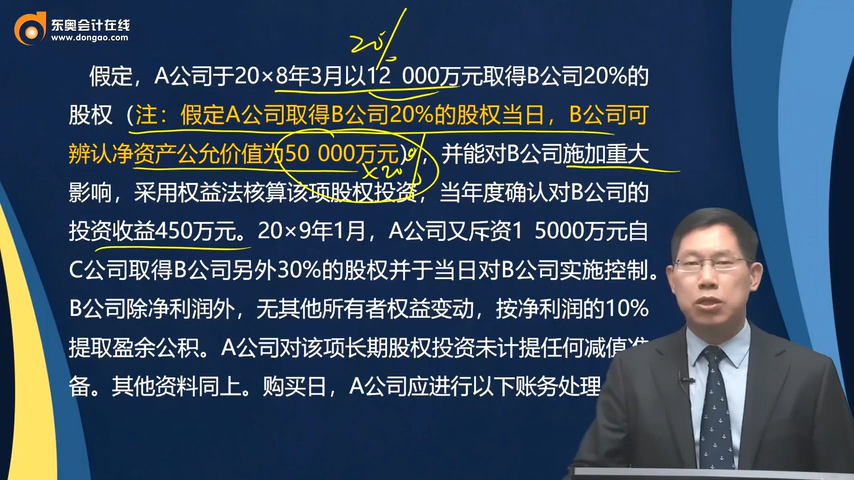 东奥会计在线
www.dongao.com
20%
假定，A公司于20×8年3月以12 000万元取得B公司20%的
股权（注：假定A公司取得B公司20%的股权当日，B公司可
辨认净资产公允价值为50 000万元），并能对B公司施加重大
×20%
影响，采用权益法核算该项股权投资，当年度确认对B公司的
投资收益450万元。20×9年1月，A公司又斥资1 5000万元自
C公司取得B公司另外30%的股权并于当日对B公司实施控制。
B公司除净利润外，无其他所有者权益变动，按净利润的10%
提取盈余公积。A公司对该项长期股权投资未计提任何减值准
备。其他资料同上。购买日，A公司应进行以下账务处理